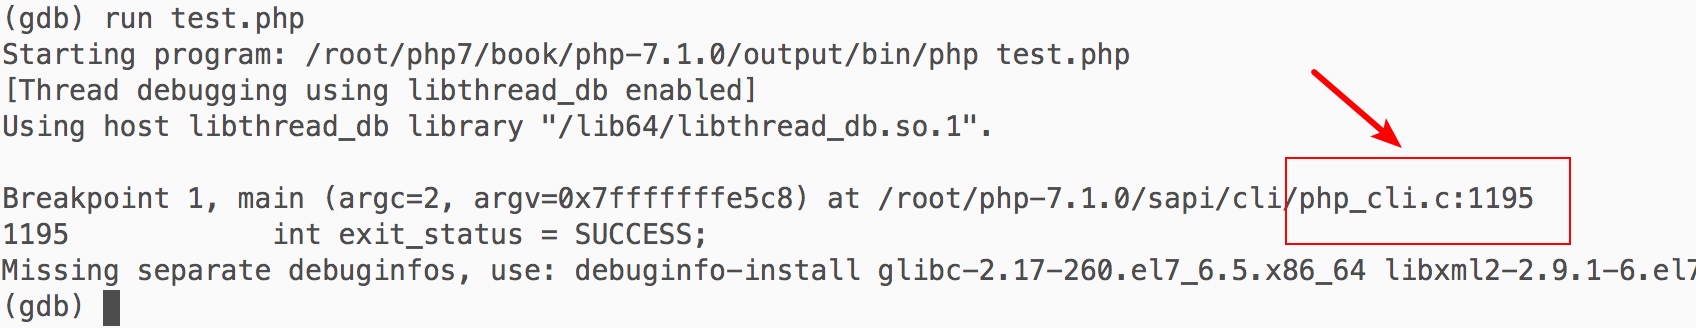 (gdb) run test.php
Starting program: /root/php7/book/php-7.1.0/output/bin/php test.php
[Thread debugging using libthread_db enabled]
Using host libthread_db library "/lib64/libthread_db.so.1".
Breakpoint 1, main (argc=2, argv=0x7fffffffe5c8) at /root/php-7.1.0/sapi/cli/php_cli.c:1195
1195            int exit_status = SUCCESS;
Missing separate debuginfos, use: debuginfo-install glibc-2.17-260.el7_6.5.x86_64 libxml2-2.9.1-6.el7
(gdb)